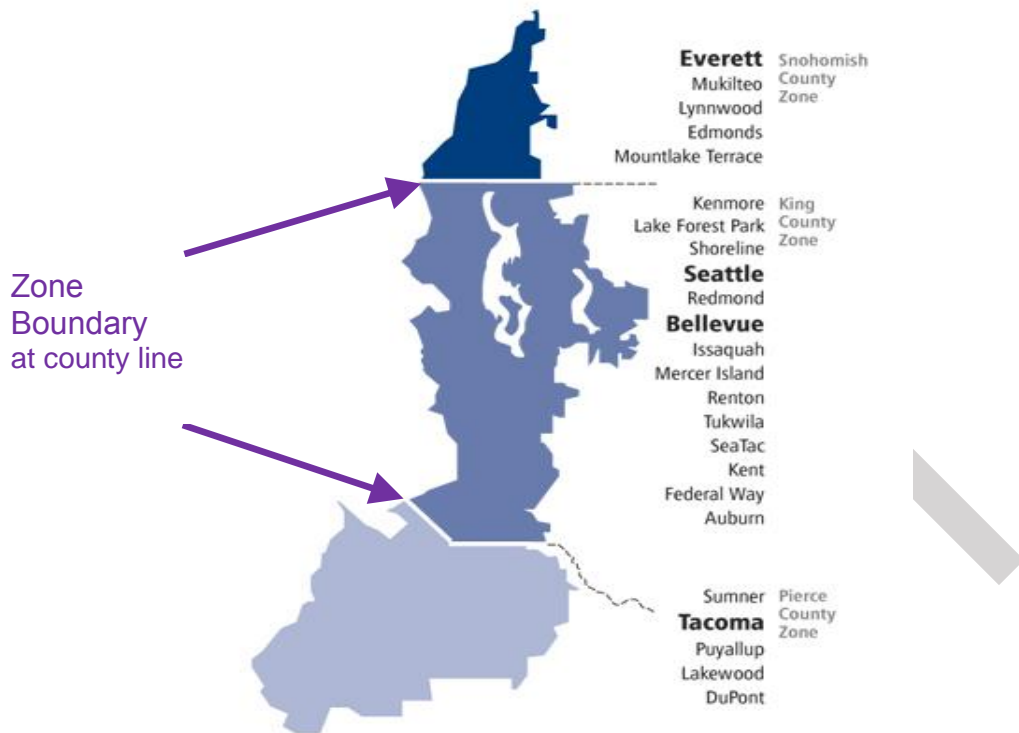 Everett
Mukilteo
Lynnwood
Edmonds
Mountlake Terrace
Snohomish
County
Zone
Kenmore
Lake Forest Park
Shoreline
Seattle
Redmond
Bellevue
Issaquah
Mercer Island
Renton
Tukwila
SeaTac
Kent
Federal Way
Auburn
King
County
Zone
Zone
Boundary
at county line
Sumner
Tacoma
Puyallup
Lakewood
DuPont
Pierce
County
Zone